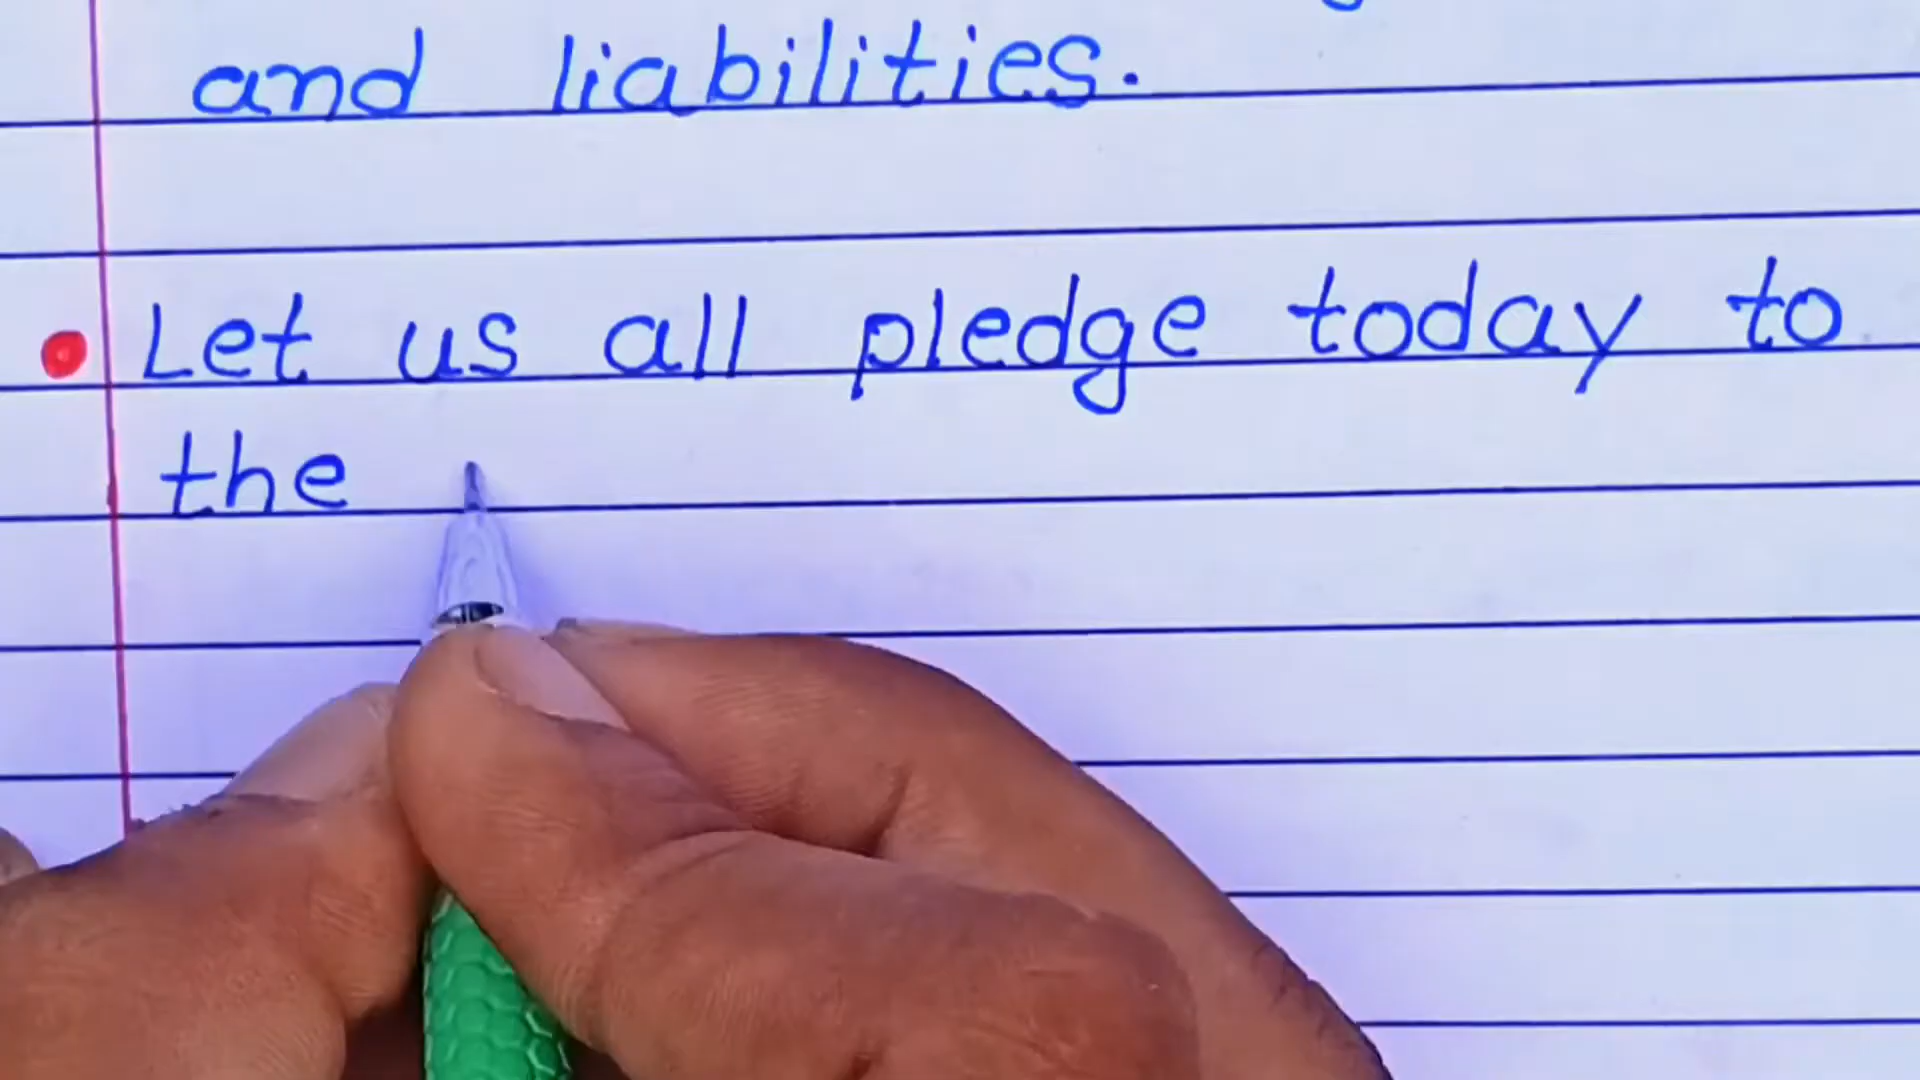 and liabilities.
Let us all pledge today to
the